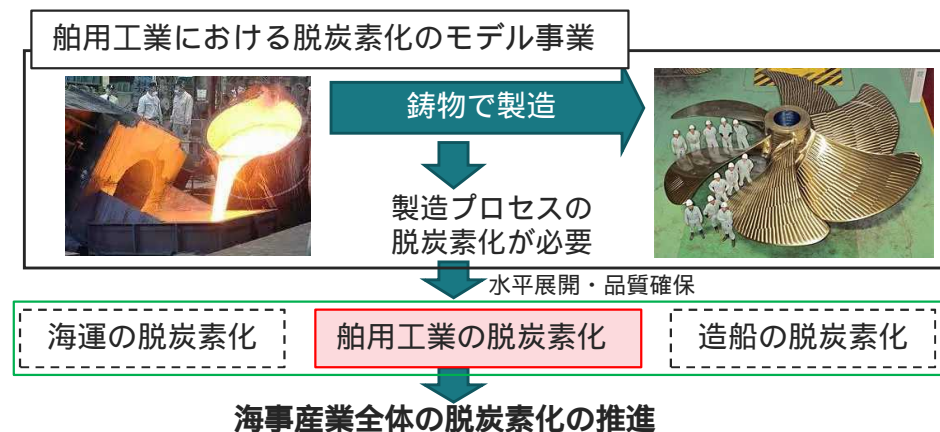 舶用工業における脱炭素化のモデル事業
鋳物で製造
製造プロセスの
脱炭素化が必要
水平展開・品質確保
海運の脱炭素化
舶用工業の脱炭素化
造船の脱炭素化
海事産業全体の脱炭素化の推進